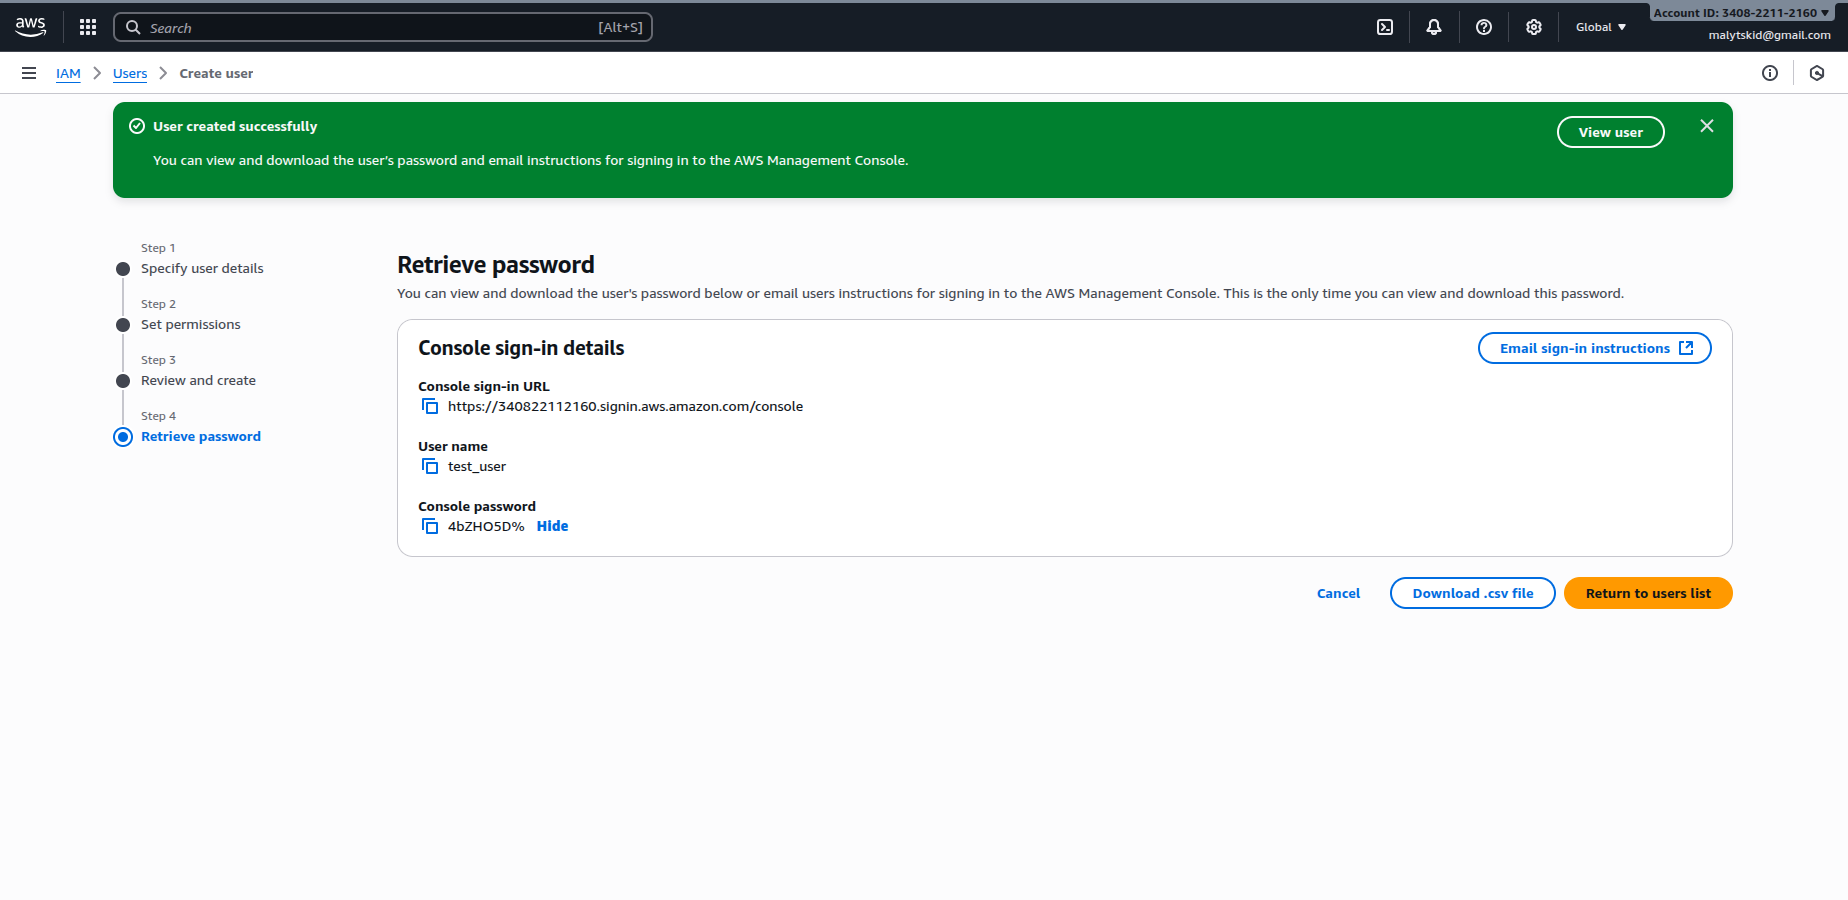 aws
Search
[Alt+S]
Global
Account ID: 3408-2211-2160
malytskid@gmail.com
IAM
Users
Create user
User created successfully
You can view and download the user's password and email instructions for signing in to the AWS Management Console.
View user
Step 1
Specify user details
Step 2
Set permissions
Step 3
Review and create
Step 4
Retrieve password
Retrieve password
You can view and download the user's password below or email users instructions for signing in to the AWS Management Console. This is the only time you can view and download this password.
Console sign-in details
Email sign-in instructions
Console sign-in URL
https://340822112160.signin.aws.amazon.com/console
User name
test_user
Console password
4bZHO5D%
Hide
Cancel
Download .csv file
Return to users list